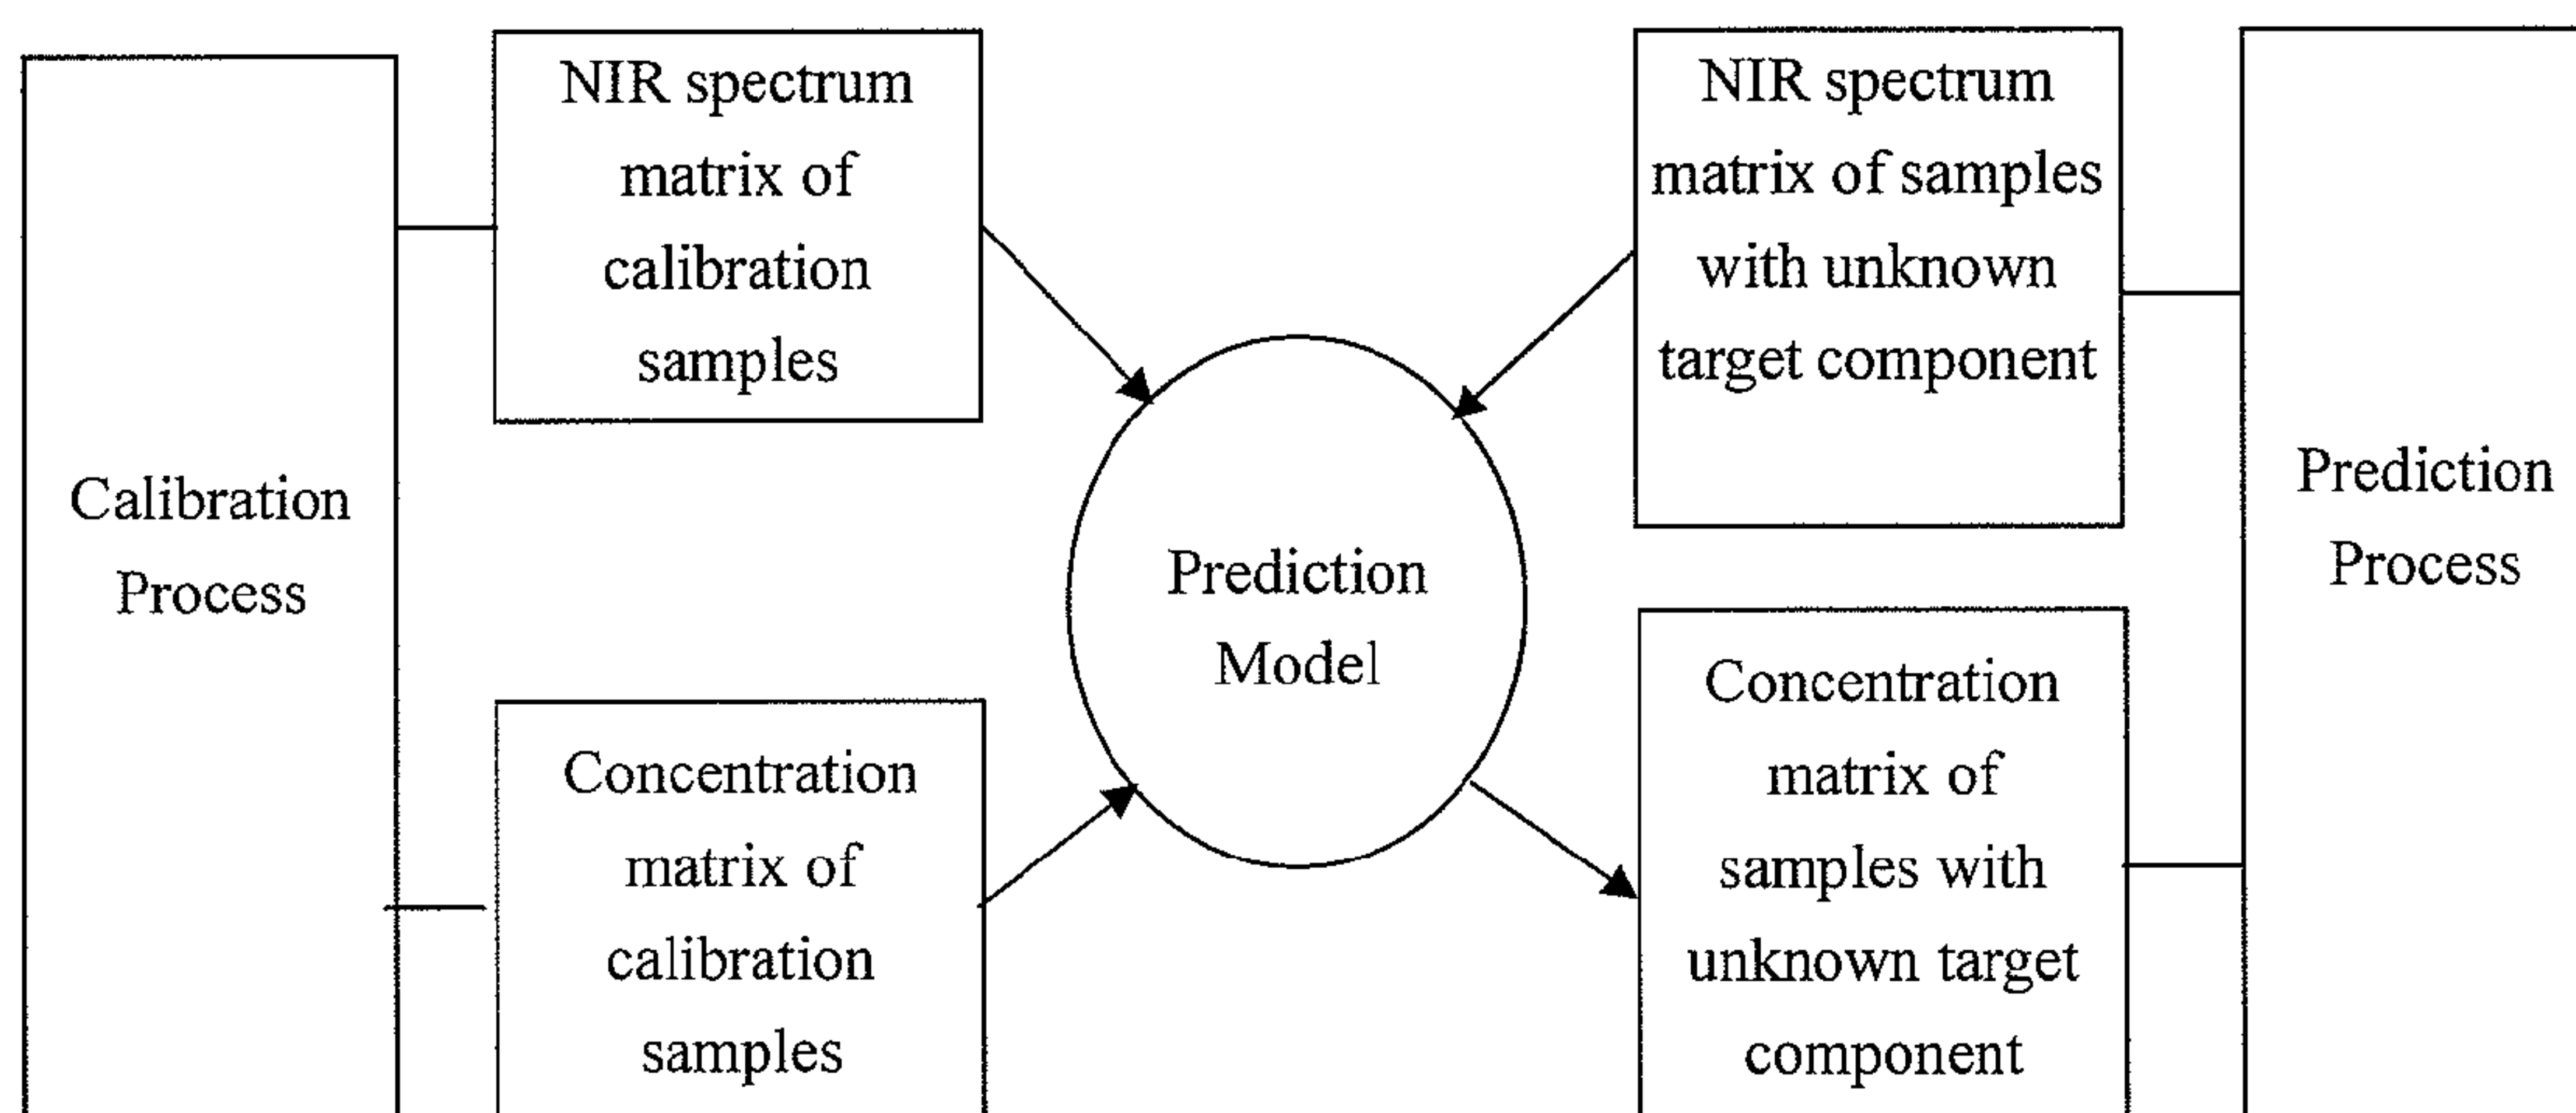 Calibration
Process
NIR spectrum
matrix of
calibration
samples
Concentration
matrix of
calibration
samples
Prediction
Model
NIR spectrum
matrix of samples
with unknown
target component
Concentration
matrix of
samples with
unknown target
component
Prediction
Process